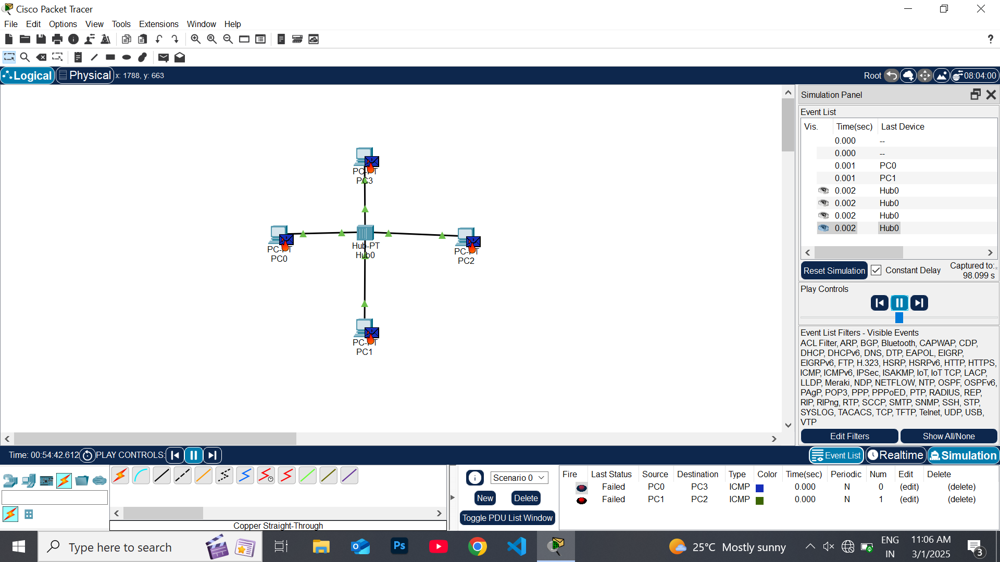 Cisco Packet Tracer
File Edit Options View Tools Extensions Window Help
?
Logical Physical x: 1788, y: 663 Root 08:04:00
Simulation Panel
Event List
Vis. Time(sec) Last Device
0.000 --
0.000 --
0.001 PC0
0.001 PC1
0.002 Hub0
0.002 Hub0
0.002 Hub0
0.002 Hub0
Reset Simulation Constant Delay Captured to:*
98.099 s
Play Controls
Event List Filters - Visible Events
ACL Filter, ARP, BGP, Bluetooth, CAPWAP, CDP,
DHCP, DHCPv6, DNS, DTP, EAPOL, EIGRP,
EIGRPv6, FTP, H.323, HSRP, HSRPv6, HTTP, HTTPS,
ICMP, ICMPv6, IPSec, ISAKMP, IoT, IoT TCP, LACP,
LLDP, Meraki, NDP, NETFLOW, NTP, OSPF, OSPFv6,
PAgP, POP3, PPP, PPPoED, PTP, RADIUS, REP,
RIP, RIPng, RTP, SCCP, SMTP, SNMP, SSH, STP,
SYSLOG, TACACS, TCP, TFTP, Telnet, UDP, USB,
VTP
Edit Filters Show All/None
PC-PT
PC3
PC-PT
PC0
Hub-PT
Hub0
PC-PT
PC2
PC-PT
PC1
Time: 00:54:42.612 PLAY CONTROLS: Event List Realtime Simulation
Copper Straight-Through
Scenario 0
New Delete
Toggle PDU List Window
Fire Last Status Source Destination Type Color Time(sec) Periodic Num Edit Delete
Failed PC0 PC3 ICMP 0.000 N 0 (edit) (delete)
Failed PC1 PC2 ICMP 0.000 N 1 (edit) (delete)
Type here to search Ps 25°C Mostly sunny ENG
IN 11:06 AM
3/1/2025 3